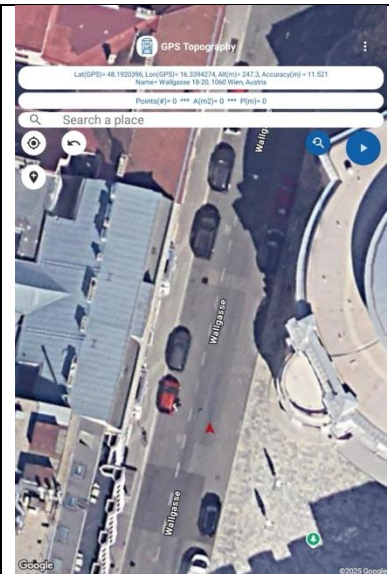 GPS Topography
Lat(GPS)= 48.1920396, Lon(GPS)= 16.3394274, Alt(m)= 247.3, Accuracy(m) = 11.521
Name= Wallgasse 18-20, 1060 Wien, Austria
Points(#)= 0 *** A(m2)= 0 *** P(m)= 0
Search a place
Wallgasse
Wallgasse
Wallgasse
Google
©2025 Google